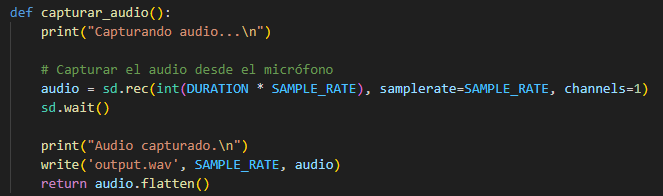 def capturar_audio():
    print("Capturando audio...\n")

    # Capturar el audio desde el micrófono
    audio = sd.rec(int(DURATION * SAMPLE_RATE), samplerate=SAMPLE_RATE, channels=1)
    sd.wait()

    print("Audio capturado.\n")
    write('output.wav', SAMPLE_RATE, audio)
    return audio.flatten()